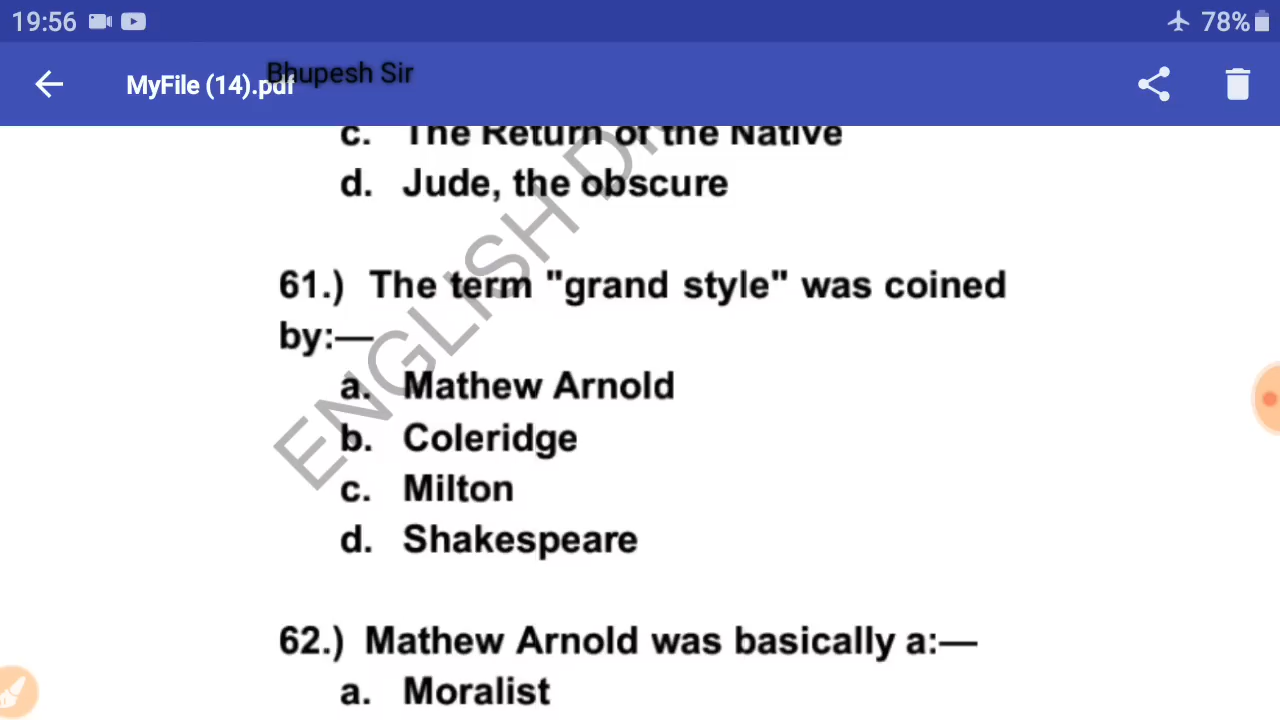 19:56
78%
MyFile (14).pdf
Bhupesh Sir
c. The Return of the Native
d. Jude, the obscure
61.) The term "grand style" was coined
by:—
a. Mathew Arnold
b. Coleridge
c. Milton
d. Shakespeare
62.) Mathew Arnold was basically a:—
a. Moralist
ENGLISH